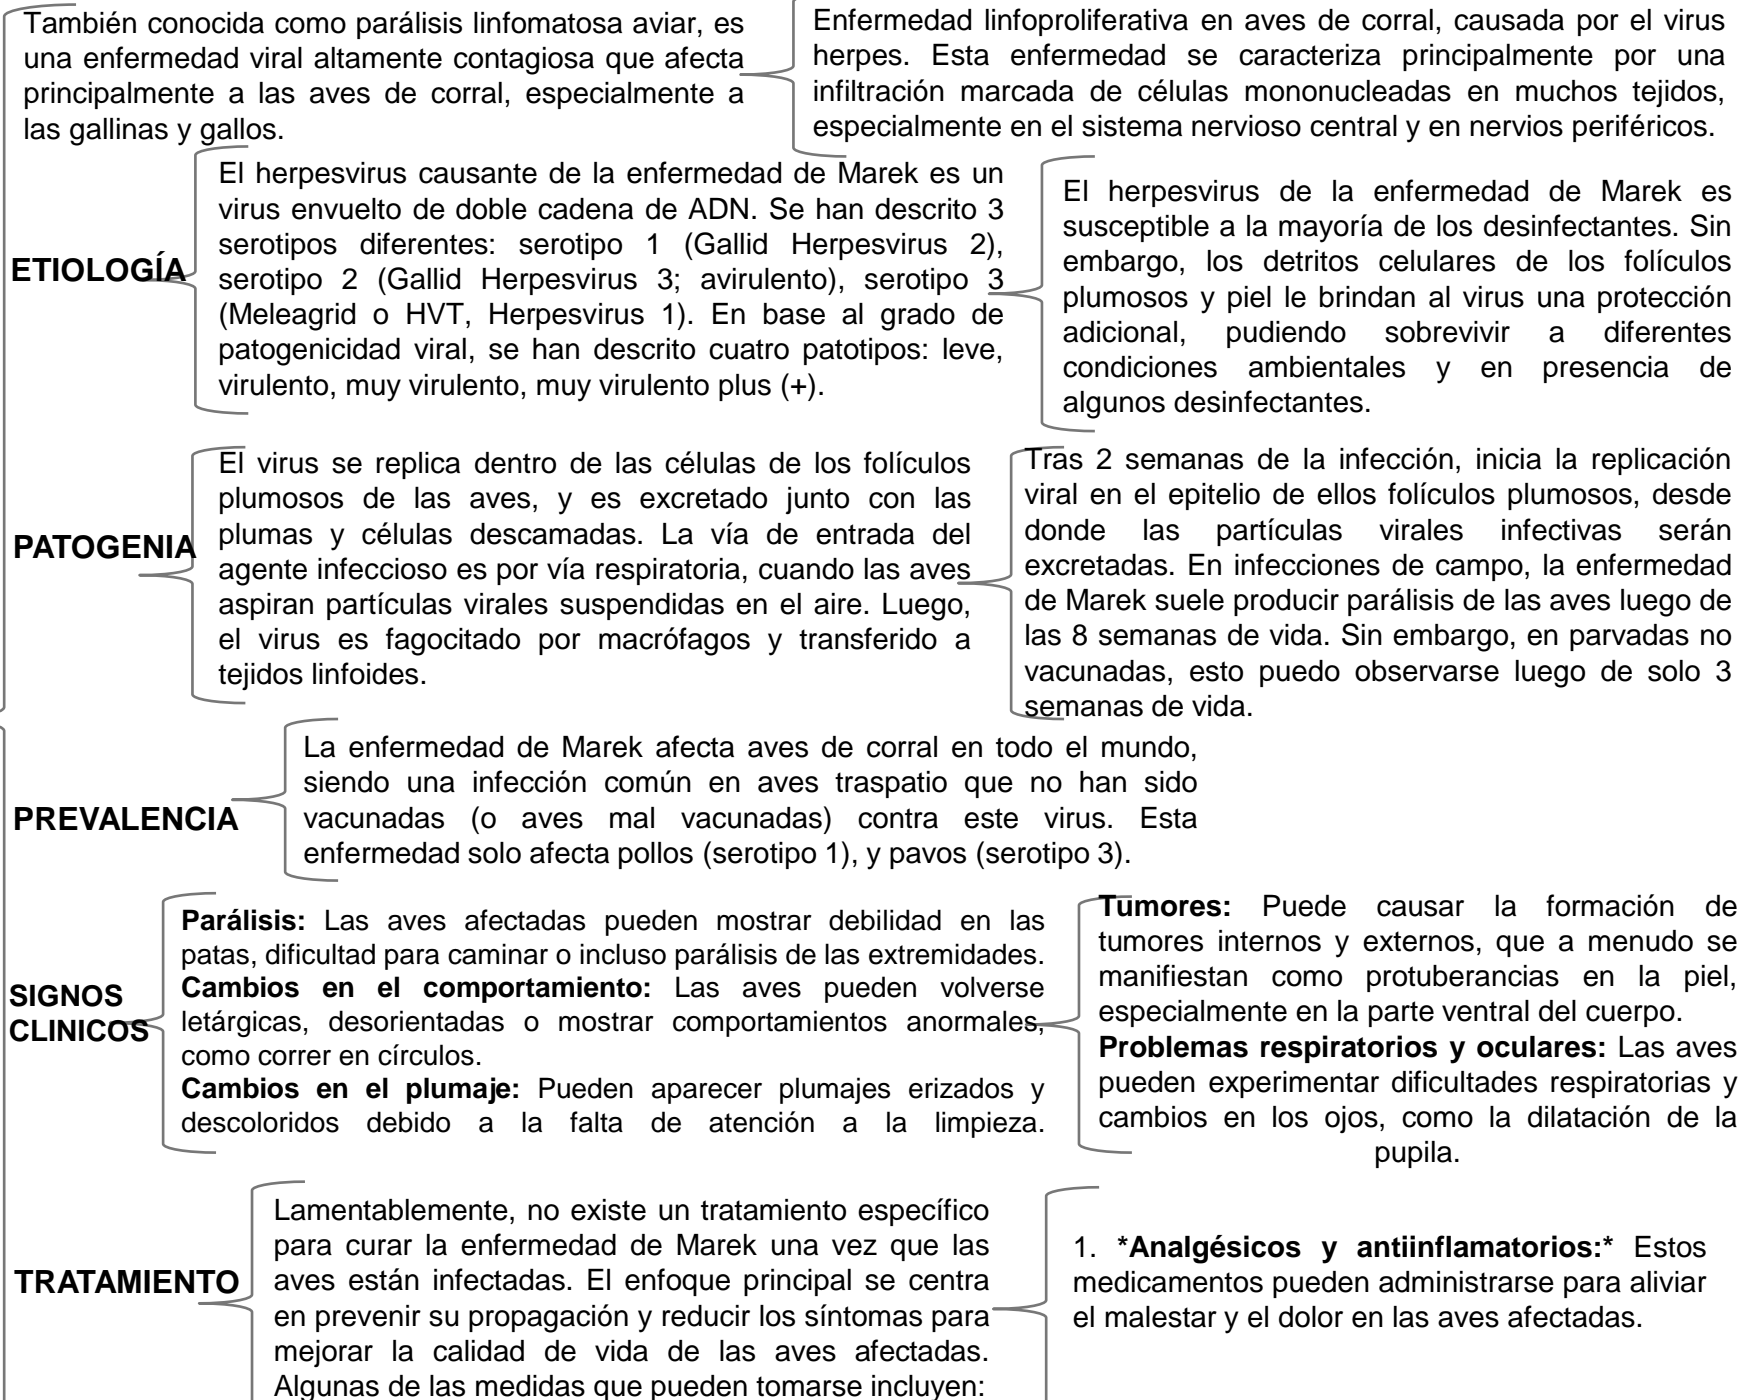 También conocida como parálisis linfomatosa aviar, es
una enfermedad viral altamente contagiosa que afecta
principalmente a las aves de corral, especialmente a
las gallinas y gallos.
Enfermedad linfoproliferativa en aves de corral, causada por el virus
herpes. Esta enfermedad se caracteriza principalmente por una
infiltración marcada de células mononucleadas en muchos tejidos,
especialmente en el sistema nervioso central y en nervios periféricos.
ETIOLOGÍA
El herpesvirus causante de la enfermedad de Marek es un
virus envuelto de doble cadena de ADN. Se han descrito 3
serotipos diferentes: serotipo 1 (Gallid Herpesvirus 2),
serotipo 2 (Gallid Herpesvirus 3; avirulento), serotipo 3
(Meleagrid o HVT, Herpesvirus 1). En base al grado de
patogenicidad viral, se han descrito cuatro patotipos: leve,
virulento, muy virulento, muy virulento plus (+).
El herpesvirus de la enfermedad de Marek es
susceptible a la mayoría de los desinfectantes. Sin
embargo, los detritos celulares de los folículos
plumosos y piel le brindan al virus una protección
adicional, pudiendo sobrevivir a diferentes
condiciones ambientales y en presencia de
algunos desinfectantes.
PATOGENIA
El virus se replica dentro de las células de los folículos
plumosos de las aves, y es excretado junto con las
plumas y células descamadas. La vía de entrada del
agente infeccioso es por vía respiratoria, cuando las aves
aspiran partículas virales suspendidas en el aire. Luego,
el virus es fagocitado por macrófagos y transferido a
tejidos linfoides.
Tras 2 semanas de la infección, inicia la replicación
viral en el epitelio de ellos folículos plumosos, desde
donde las partículas virales infectivas serán
excretadas. En infecciones de campo, la enfermedad
de Marek suele producir parálisis de las aves luego de
las 8 semanas de vida. Sin embargo, en parvadas no
vacunadas, esto puedo observarse luego de solo 3
semanas de vida.
PREVALENCIA
La enfermedad de Marek afecta aves de corral en todo el mundo,
siendo una infección común en aves traspatio que no han sido
vacunadas (o aves mal vacunadas) contra este virus. Esta
enfermedad solo afecta pollos (serotipo 1), y pavos (serotipo 3).
SIGNOS
CLINICOS
Parálisis: Las aves afectadas pueden mostrar debilidad en las
patas, dificultad para caminar o incluso parálisis de las extremidades.
Cambios en el comportamiento: Las aves pueden volverse
letárgicas, desorientadas o mostrar comportamientos anormales,
como correr en círculos.
Cambios en el plumaje: Pueden aparecer plumajes erizados y
descoloridos debido a la falta de atención a la limpieza.
Tumores: Puede causar la formación de
tumores internos y externos, que a menudo se
manifiestan como protuberancias en la piel,
especialmente en la parte ventral del cuerpo.
Problemas respiratorios y oculares: Las aves
pueden experimentar dificultades respiratorias y
cambios en los ojos, como la dilatación de la
pupila.
TRATAMIENTO
Lamentablemente, no existe un tratamiento específico
para curar la enfermedad de Marek una vez que las
aves están infectadas. El enfoque principal se centra
en prevenir su propagación y reducir los síntomas para
mejorar la calidad de vida de las aves afectadas.
Algunas de las medidas que pueden tomarse incluyen:
1. *Analgésicos y antiinflamatorios:* Estos
medicamentos pueden administrarse para aliviar
el malestar y el dolor en las aves afectadas.